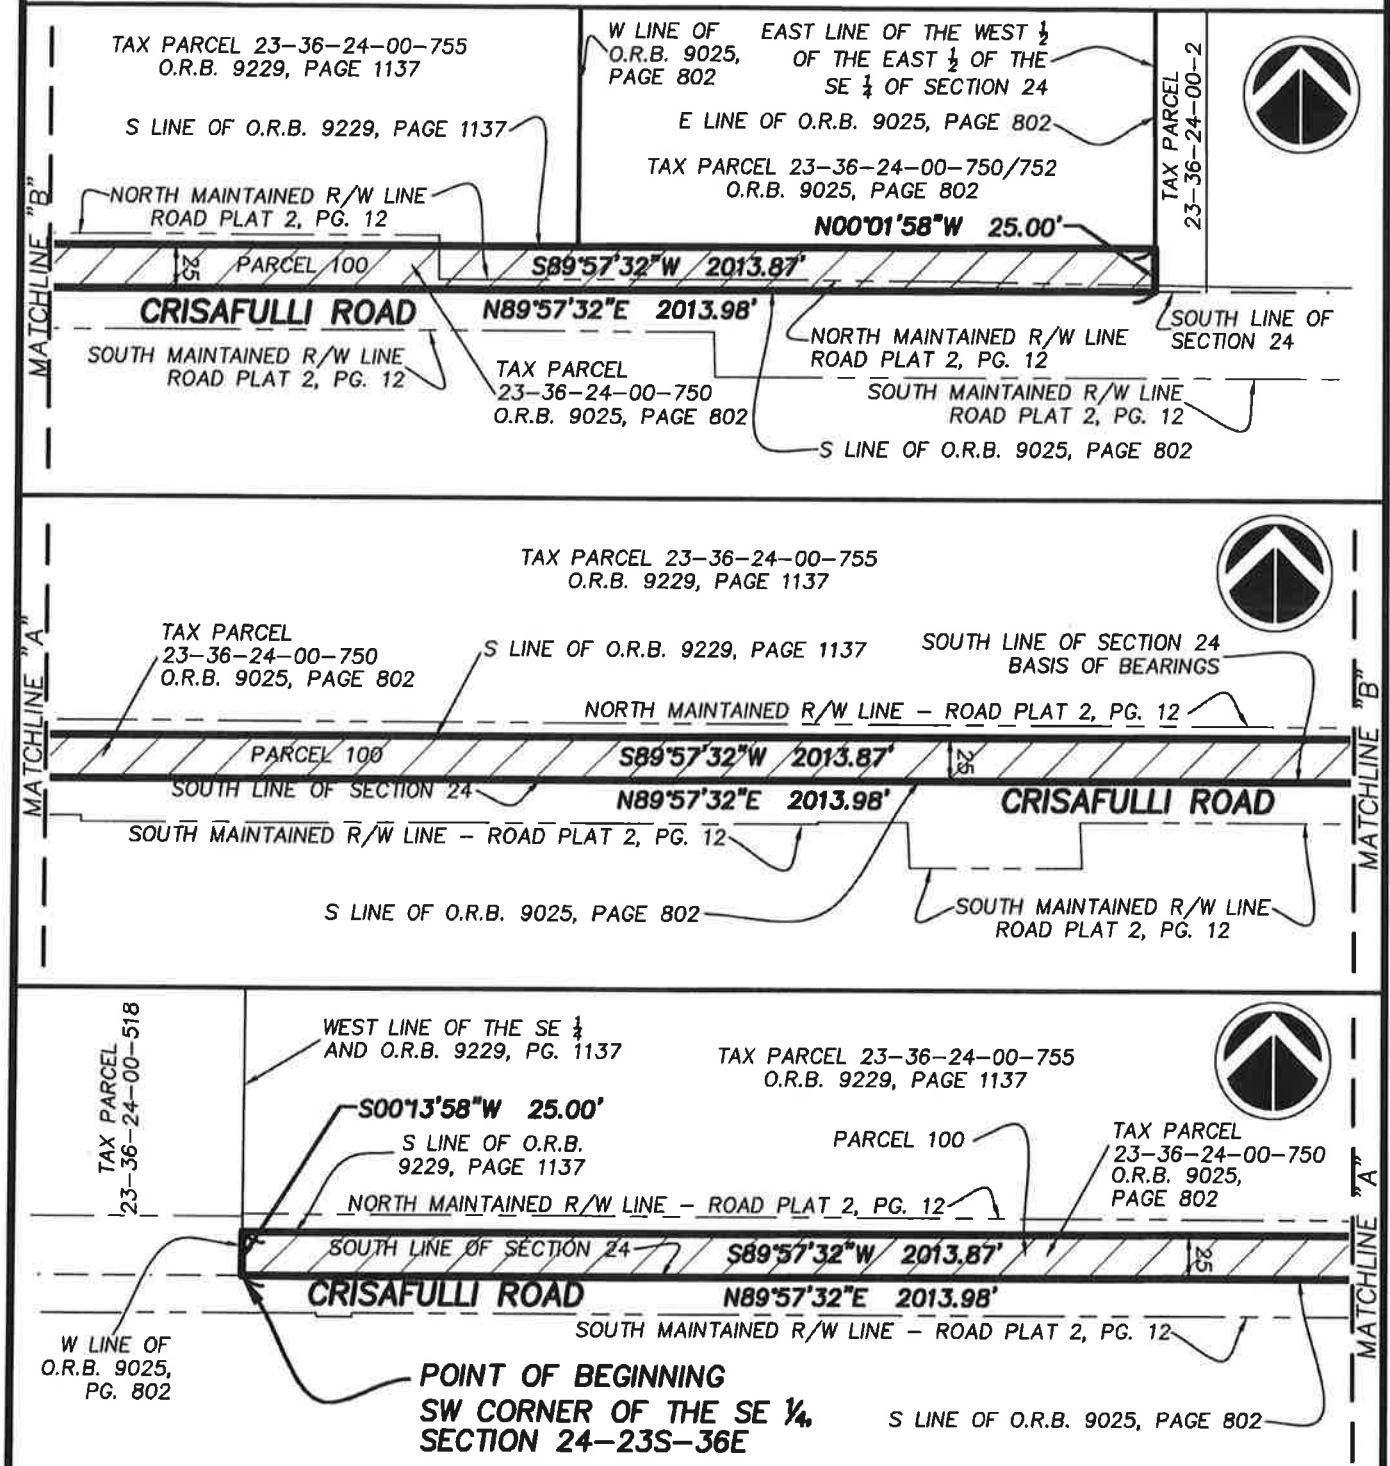 TAX PARCEL 23-36-24-00-755
O.R.B. 9229, PAGE 1137
W LINE OF
O.R.B. 9025,
PAGE 802
EAST LINE OF THE WEST ½
OF THE EAST ½ OF THE
SE ¼ OF SECTION 24
TAX PARCEL
23-36-24-00-2
S LINE OF O.R.B. 9229, PAGE 1137
E LINE OF O.R.B. 9025, PAGE 802
TAX PARCEL 23-36-24-00-750/752
O.R.B. 9025, PAGE 802
MATCHLINE "B"
NORTH MAINTAINED R/W LINE
ROAD PLAT 2, PG. 12
N00°01'58"W 25.00'
25
PARCEL 100
S89°57'32"W 2013.87'
CRISAFULLI ROAD
N89°57'32"E 2013.98'
SOUTH MAINTAINED R/W LINE
ROAD PLAT 2, PG. 12
TAX PARCEL
23-36-24-00-750
O.R.B. 9025, PAGE 802
NORTH MAINTAINED R/W LINE
ROAD PLAT 2, PG. 12
SOUTH LINE OF
SECTION 24
SOUTH MAINTAINED R/W LINE
ROAD PLAT 2, PG. 12
S LINE OF O.R.B. 9025, PAGE 802
TAX PARCEL 23-36-24-00-755
O.R.B. 9229, PAGE 1137
MATCHLINE "A"
TAX PARCEL
23-36-24-00-750
O.R.B. 9025, PAGE 802
S LINE OF O.R.B. 9229, PAGE 1137
SOUTH LINE OF SECTION 24
BASIS OF BEARINGS
NORTH MAINTAINED R/W LINE - ROAD PLAT 2, PG. 12
MATCHLINE "B"
PARCEL 100
S89°57'32"W 2013.87'
25
SOUTH LINE OF SECTION 24
N89°57'32"E 2013.98'
CRISAFULLI ROAD
SOUTH MAINTAINED R/W LINE - ROAD PLAT 2, PG. 12
S LINE OF O.R.B. 9025, PAGE 802
SOUTH MAINTAINED R/W LINE
ROAD PLAT 2, PG. 12
TAX PARCEL
23-36-24-00-518
WEST LINE OF THE SE ¼
AND O.R.B. 9229, PG. 1137
TAX PARCEL 23-36-24-00-755
O.R.B. 9229, PAGE 1137
S00°13'58"W 25.00'
S LINE OF O.R.B.
9229, PAGE 1137
PARCEL 100
TAX PARCEL
23-36-24-00-750
O.R.B. 9025,
PAGE 802
NORTH MAINTAINED R/W LINE - ROAD PLAT 2, PG. 12
MATCHLINE "A"
SOUTH LINE OF SECTION 24
S89°57'32"W 2013.87'
25
CRISAFULLI ROAD
N89°57'32"E 2013.98'
SOUTH MAINTAINED R/W LINE - ROAD PLAT 2, PG. 12
W LINE OF
O.R.B. 9025,
PG. 802
POINT OF BEGINNING
SW CORNER OF THE SE ¼,
SECTION 24-23S-36E
S LINE OF O.R.B. 9025, PAGE 802